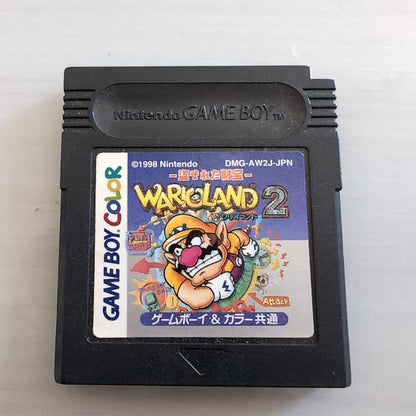 Nintendo GAME BOY TM
©1998 Nintendo DMG-AW2J-JPN
－盗まれた財宝－
WARIOLAND 2
ワリオランド
GAME BOY COLOR
Attack
ゲームボーイ & カラー共通